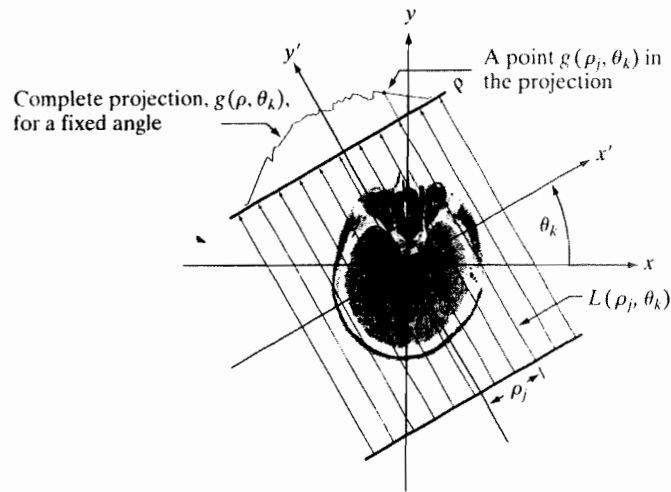 y
y′
A point g(ρj, θk) in
the projection
Complete projection, g(ρ, θk),
for a fixed angle
ρ
x′
θk
x
L(ρj, θk)
ρj